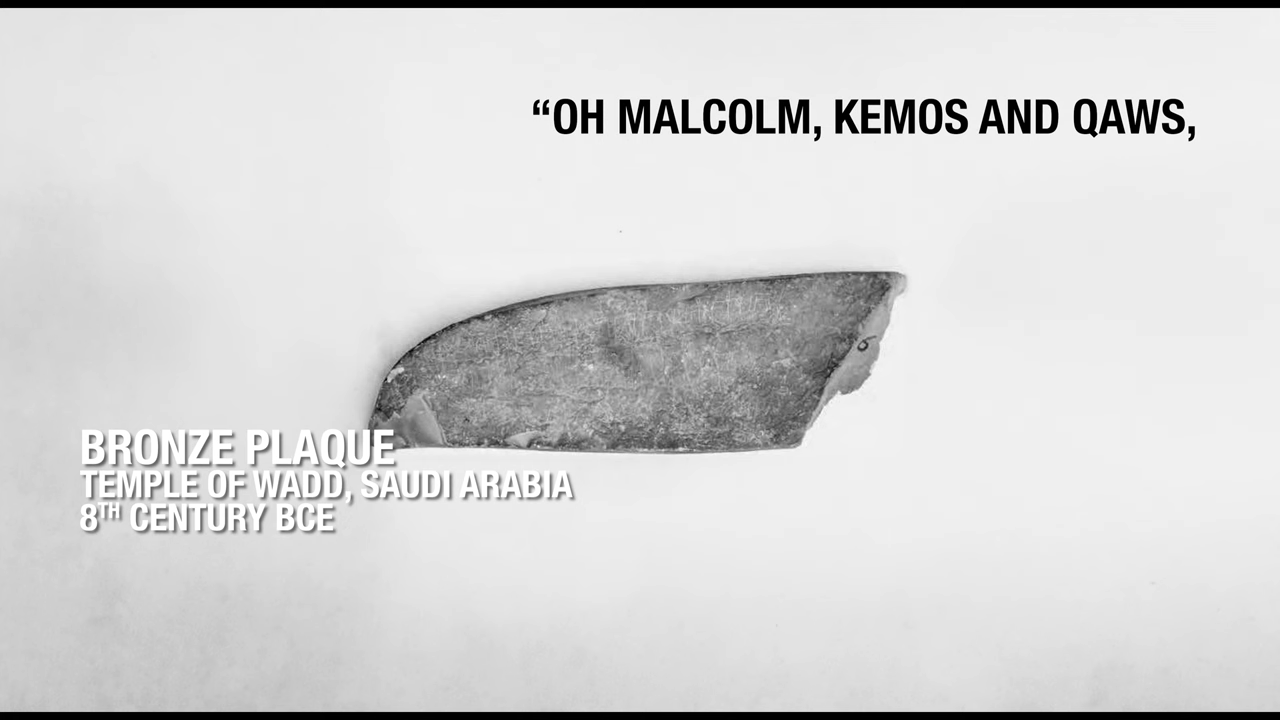 “OH MALCOLM, KEMOS AND QAWS,
BRONZE PLAQUE
TEMPLE OF WADD, SAUDI ARABIA
8TH CENTURY BCE